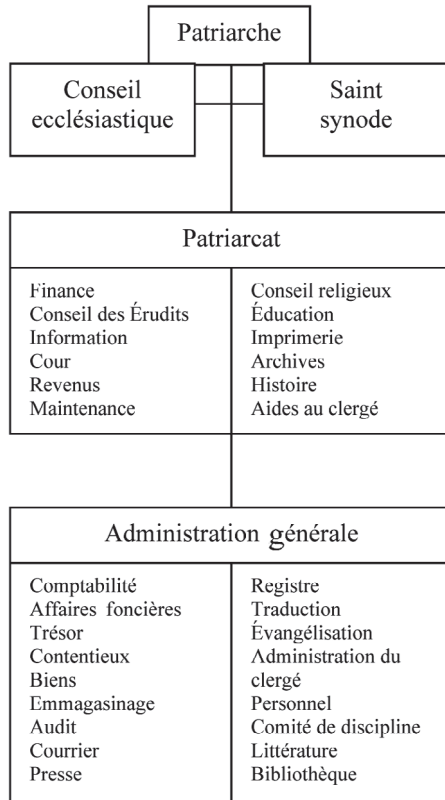 Patriarche
Conseil
ecclésiastique
Saint
synode
Patriarcat
Finance
Conseil des Érudits
Information
Cour
Revenus
Maintenance
Conseil religieux
Éducation
Imprimerie
Archives
Histoire
Aides au clergé
Administration générale
Comptabilité
Affaires foncières
Trésor
Contentieux
Biens
Emmagasinage
Audit
Courrier
Presse
Registre
Traduction
Évangélisation
Administration du
clergé
Personnel
Comité de discipline
Littérature
Bibliothèque